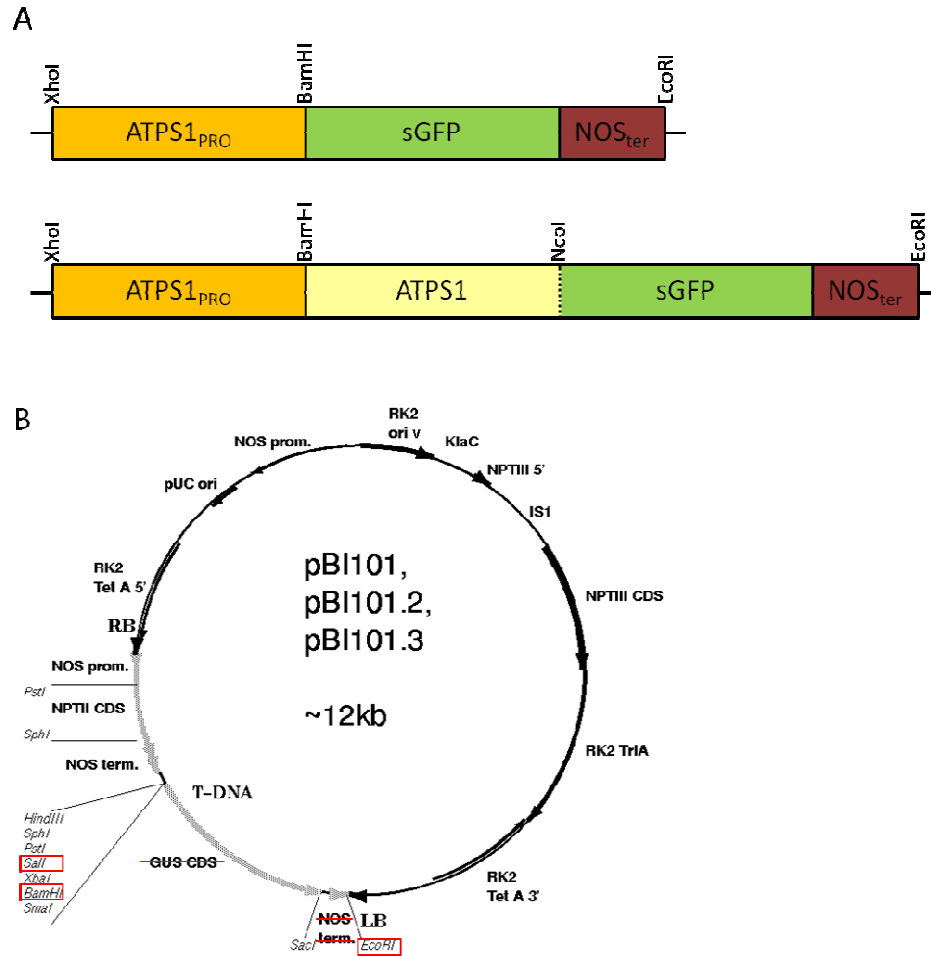 A
XhoI
BamHI
EcoRI
ATPS1PRO
sGFP
NOSter
XhoI
BamHI
NcoI
EcoRI
ATPS1PRO
ATPS1
sGFP
NOSter
B
RK2
ori v
KlaC
NPTIII 5'
IS1
NPTIII CDS
RK2 TrfA
RK2
Tet A 3'
LB
EcoRI
NOS
term.
SacI
GUS CDS
T-DNA
HindIII
SphI
PstI
SalI
XbaI
BamHI
SmaI
NOS term.
SphI
NPTII CDS
PstI
NOS prom.
RB
RK2
Tet A 5'
pUC ori
NOS prom.
pBI101,
pBI101.2,
pBI101.3
~12kb